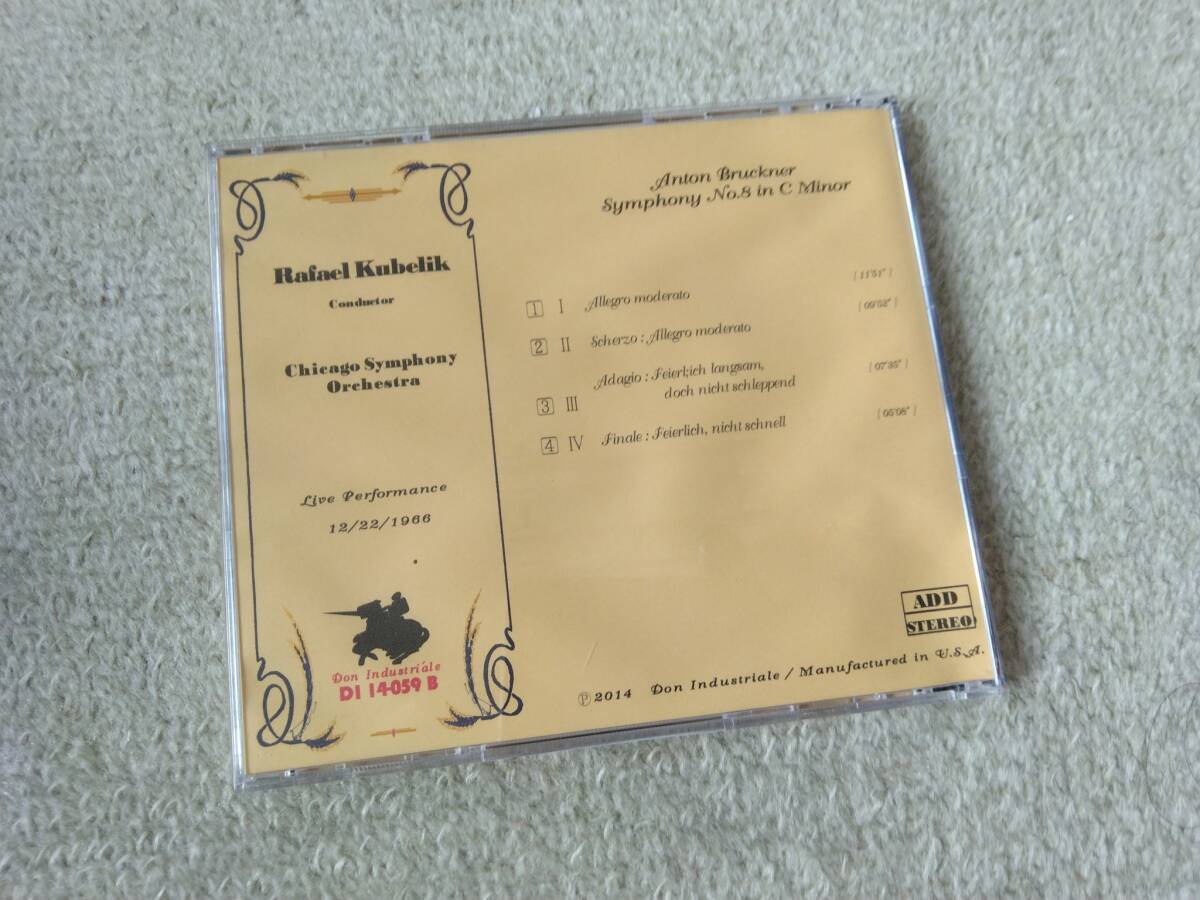 Rafael Kubelik
Conductor
Chicago Symphony
Orchestra
Live Performance
12/22/1966
Don Industriale
DI 14-059 B
Anton Bruckner
Symphony No.8 in C Minor
1 I Allegro moderato [ 11'51" ]
2 II Scherzo : Allegro moderato [ 09'52" ]
Adagio : Feierl;ich langsam, [ 07'35" ]
3 III doch nicht schleppend
4 IV Finale : Feierlich, nicht schnell [ 05'08" ]
ADD
STEREO
℗ 2014 Don Industriale / Manufactured in U.S.A.